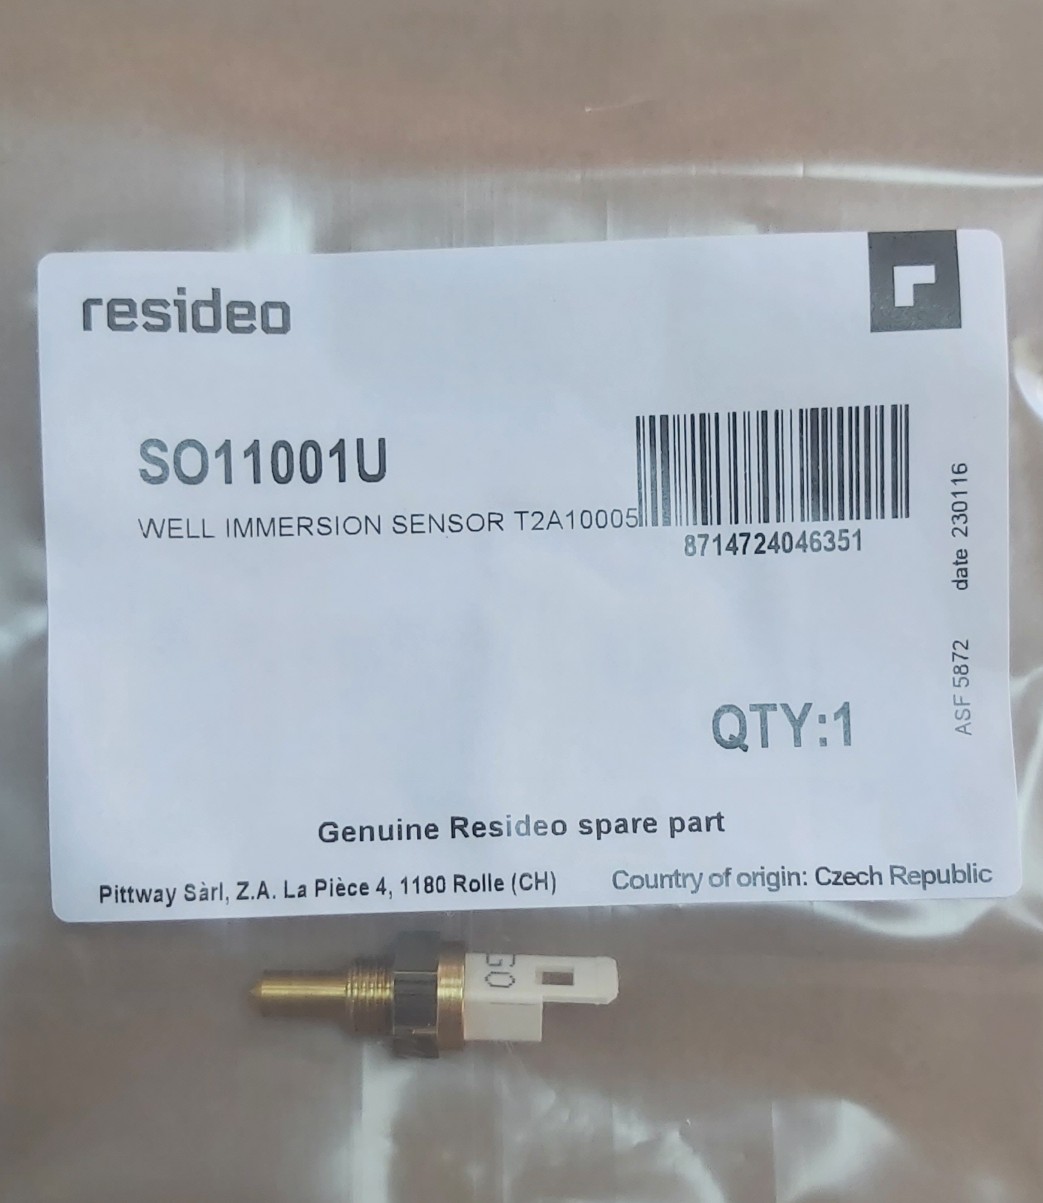 resideo
SO11001U
WELL IMMERSION SENSOR T2A10005
8714724046351
date 230116
ASF 5872
QTY:1
Genuine Resideo spare part
Pittway Sàrl, Z.A. La Pièce 4, 1180 Rolle (CH)
Country of origin: Czech Republic